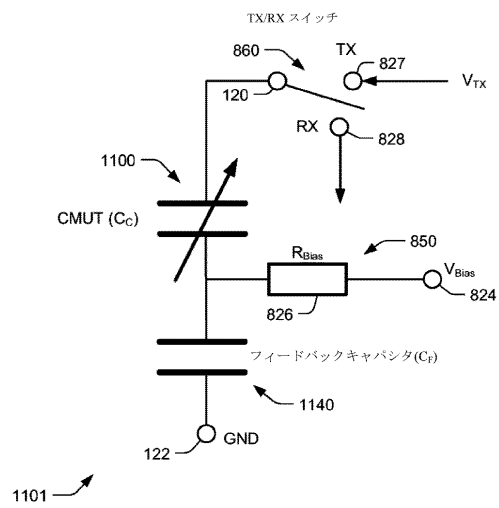 TX/RX スイッチ
860
TX
827
120
V_TX
RX
828
1100
CMUT (C_C)
R_Bias
850
V_Bias
826
824
フィードバックキャパシタ(C_F)
1140
122
GND
1101